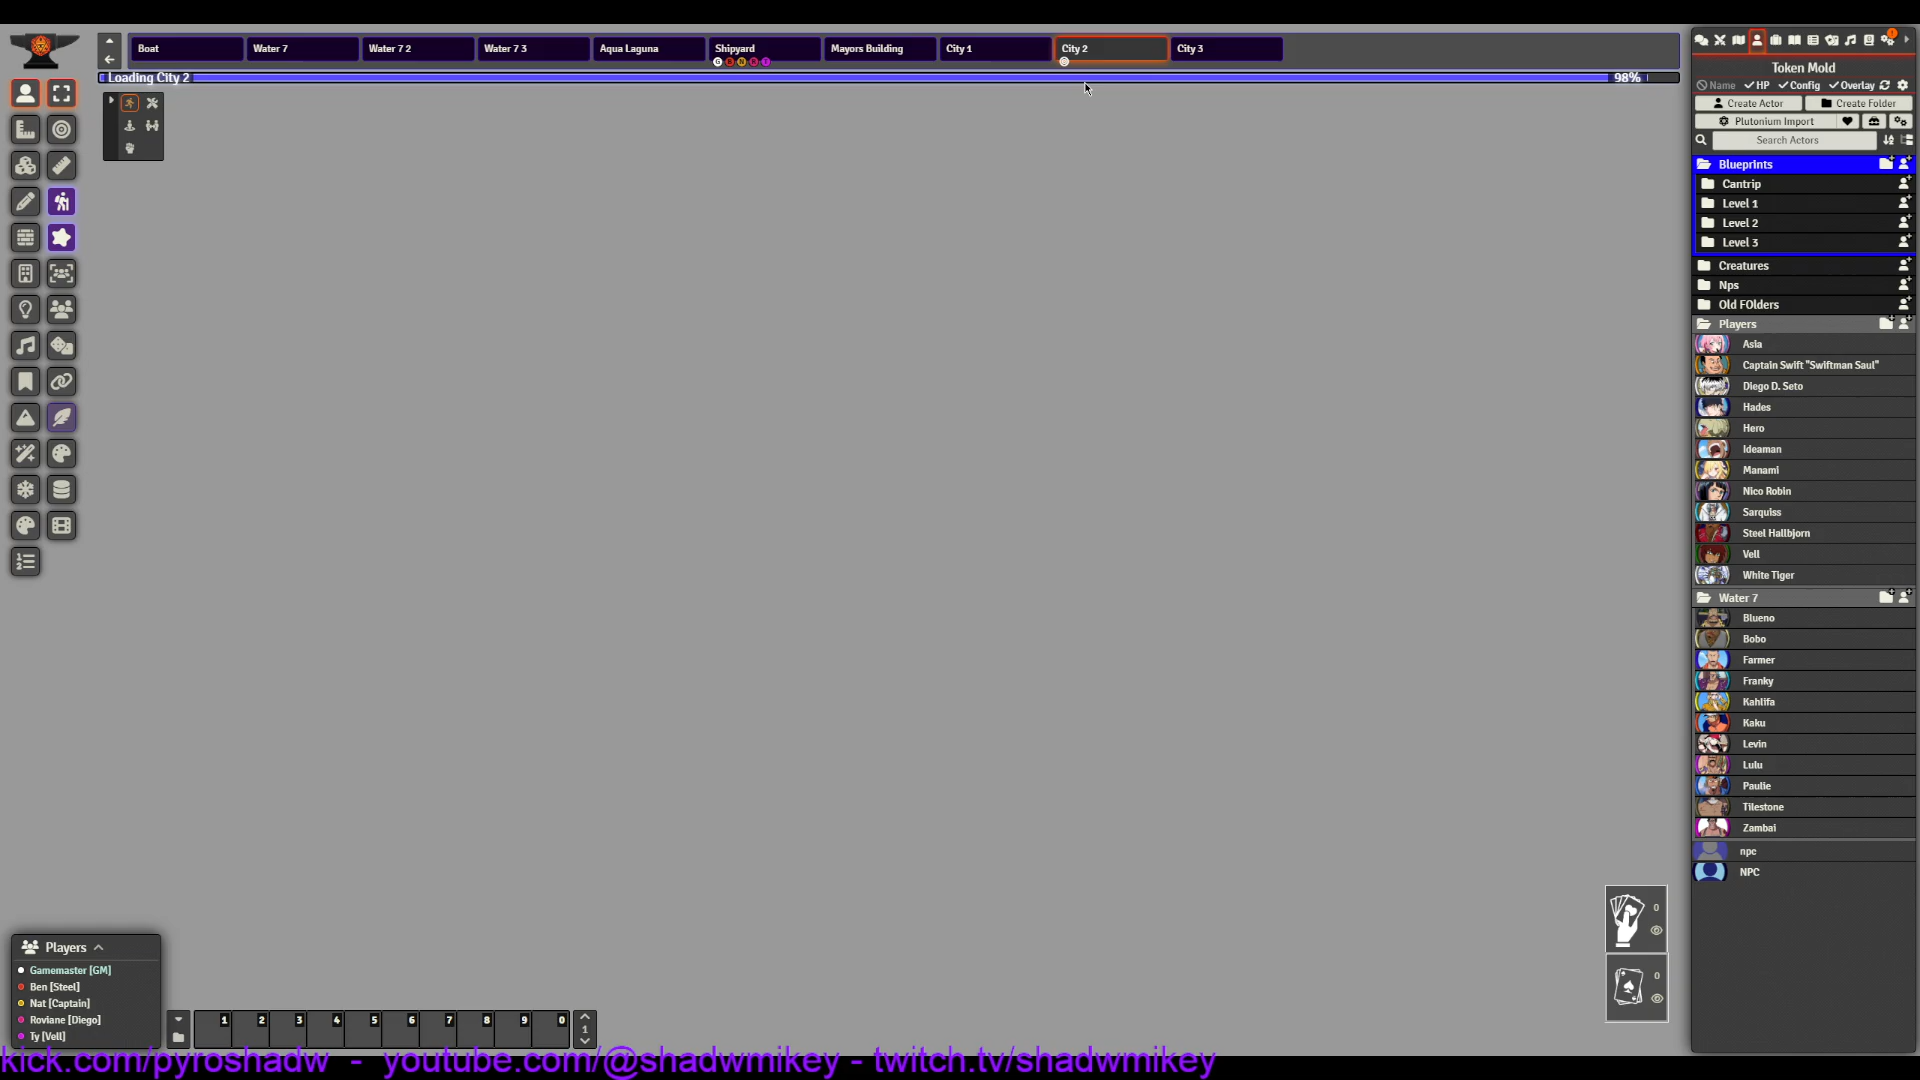 Boat
Water 7
Water 7 2
Water 7 3
Aqua Laguna
Shipyard
Mayors Building
City 1
City 2
City 3
G
B
N
R
T
G
Loading City 2
98%
Token Mold
Name
HP
Config
Overlay
Create Actor
Create Folder
Plutonium Import
Search Actors
Blueprints
Cantrip
Level 1
Level 2
Level 3
Creatures
Nps
Old FOlders
Players
Asia
Captain Swift "Swiftman Saul"
Diego D. Seto
Hades
Hero
Ideaman
Manami
Nico Robin
Sarquiss
Steel Hallbjorn
Vell
White Tiger
Water 7
Blueno
Bobo
Farmer
Franky
Kahlifa
Kaku
Levin
Lulu
Paulie
Tilestone
Zambai
npc
NPC
0
0
Players
Gamemaster [GM]
Ben [Steel]
Nat [Captain]
Roviane [Diego]
Ty [Vell]
1 2 3 4 5 6 7 8 9 0
1
kick.com/pyroshadw - youtube.com/@shadwmikey - twitch.tv/shadwmikey